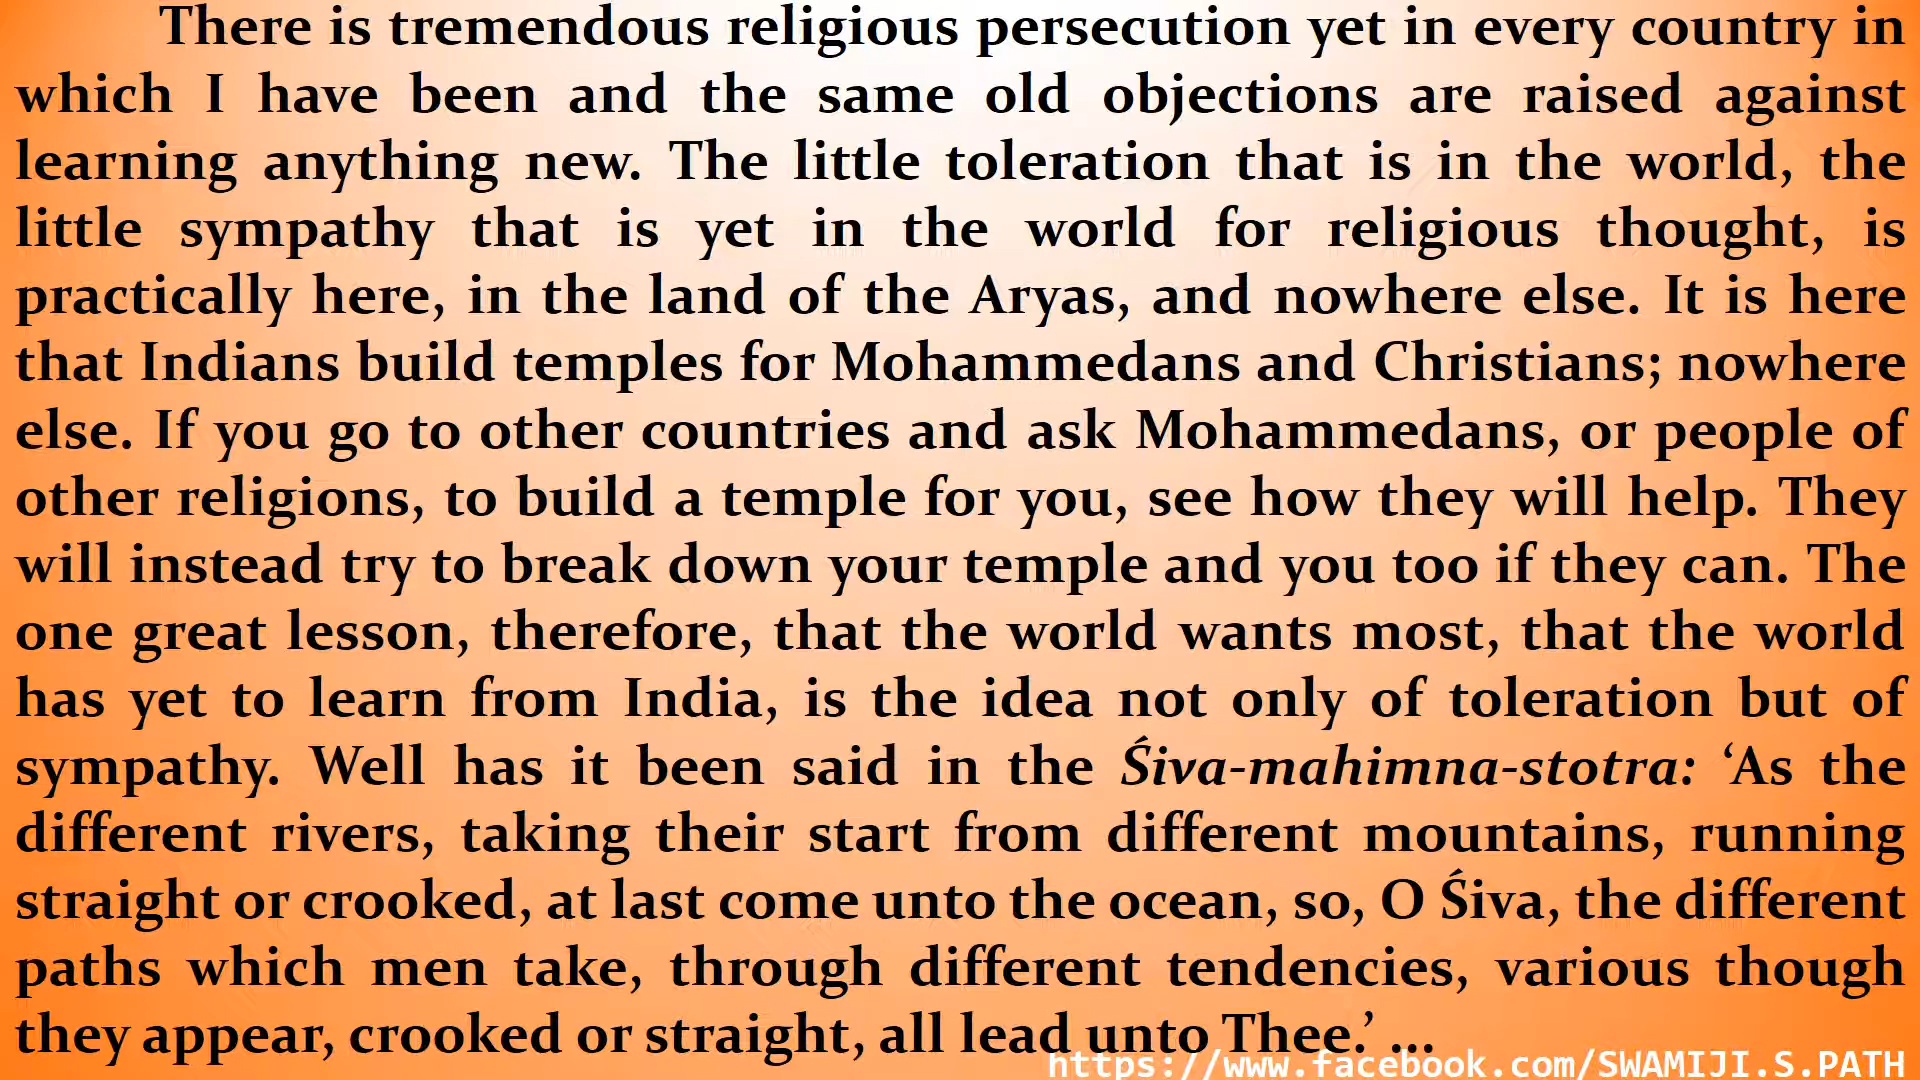 There is tremendous religious persecution yet in every country in
which I have been and the same old objections are raised against
learning anything new. The little toleration that is in the world, the
little sympathy that is yet in the world for religious thought, is
practically here, in the land of the Aryas, and nowhere else. It is here
that Indians build temples for Mohammedans and Christians; nowhere
else. If you go to other countries and ask Mohammedans, or people of
other religions, to build a temple for you, see how they will help. They
will instead try to break down your temple and you too if they can. The
one great lesson, therefore, that the world wants most, that the world
has yet to learn from India, is the idea not only of toleration but of
sympathy. Well has it been said in the Śiva-mahimna-stotra: ‘As the
different rivers, taking their start from different mountains, running
straight or crooked, at last come unto the ocean, so, O Śiva, the different
paths which men take, through different tendencies, various though
they appear, crooked or straight, all lead unto Thee.’ ...
https://www.facebook.com/SWAMIJI.S.PATH